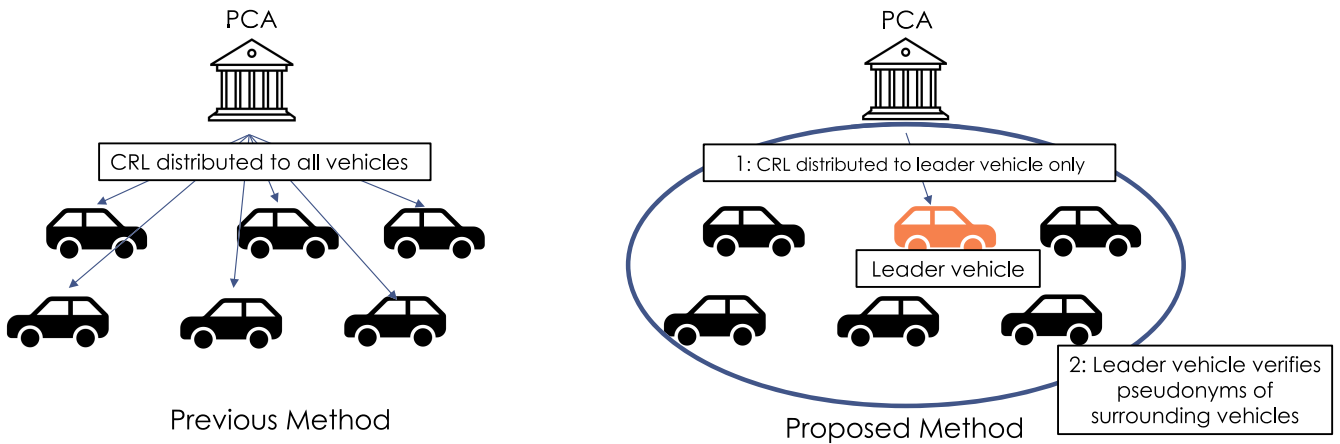 PCA
CRL distributed to all vehicles
Previous Method
PCA
1: CRL distributed to leader vehicle only
Leader vehicle
2: Leader vehicle verifies
pseudonyms of
surrounding vehicles
Proposed Method